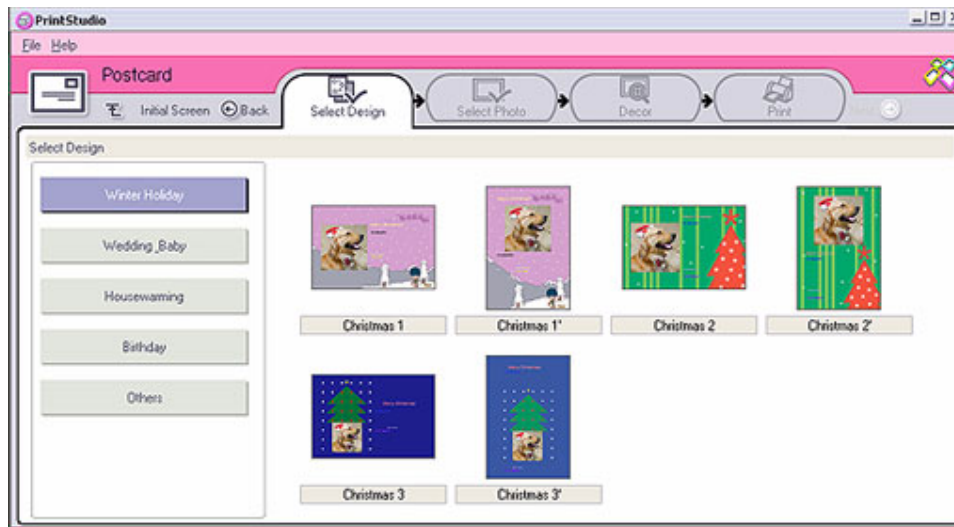 PrintStudio
File Help
Postcard
Initial Screen Back
Select Design
Select Photo
Decor
Print
Select Design
Winter Holiday
Wedding_Baby
Housewarming
Birthday
Others
Christmas 1
Christmas 1'
Christmas 2
Christmas 2'
Christmas 3
Christmas 3'